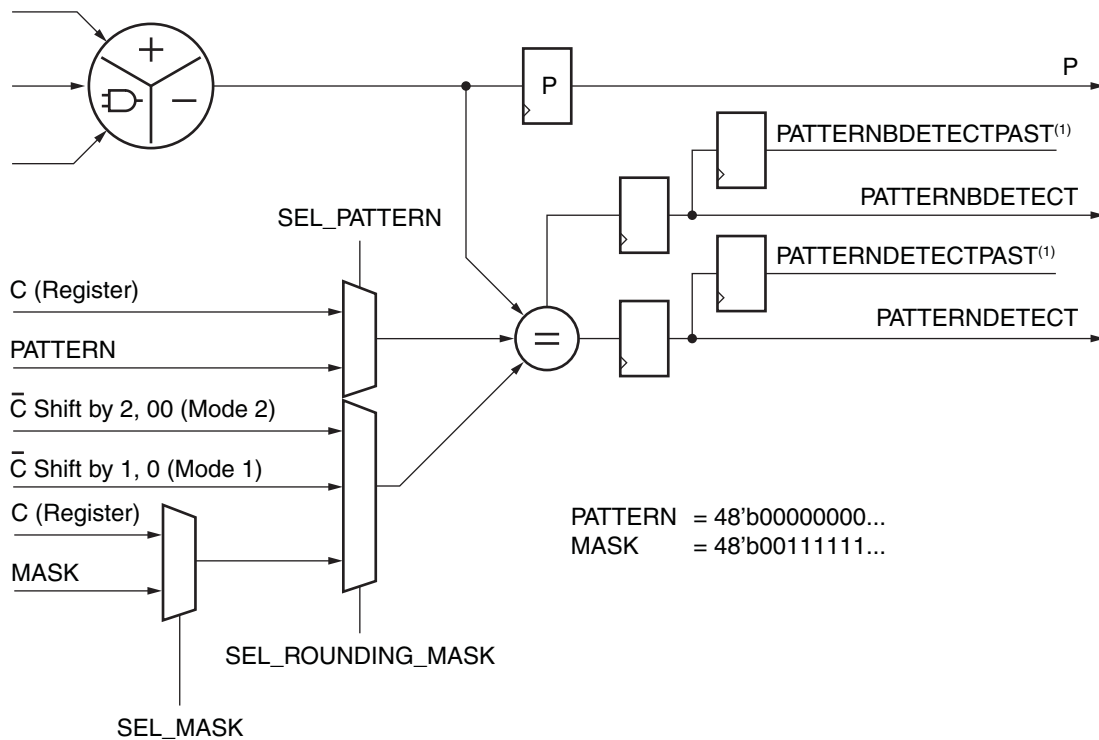 P
P
PATTERNBDETECTPAST(1)
SEL_PATTERN
PATTERNBDETECT
PATTERNDETECTPAST(1)
C (Register)
PATTERNDETECT
PATTERN
=
C̅ Shift by 2, 00 (Mode 2)
C̅ Shift by 1, 0 (Mode 1)
C (Register)
PATTERN = 48'b00000000...
MASK = 48'b00111111...
MASK
SEL_ROUNDING_MASK
SEL_MASK